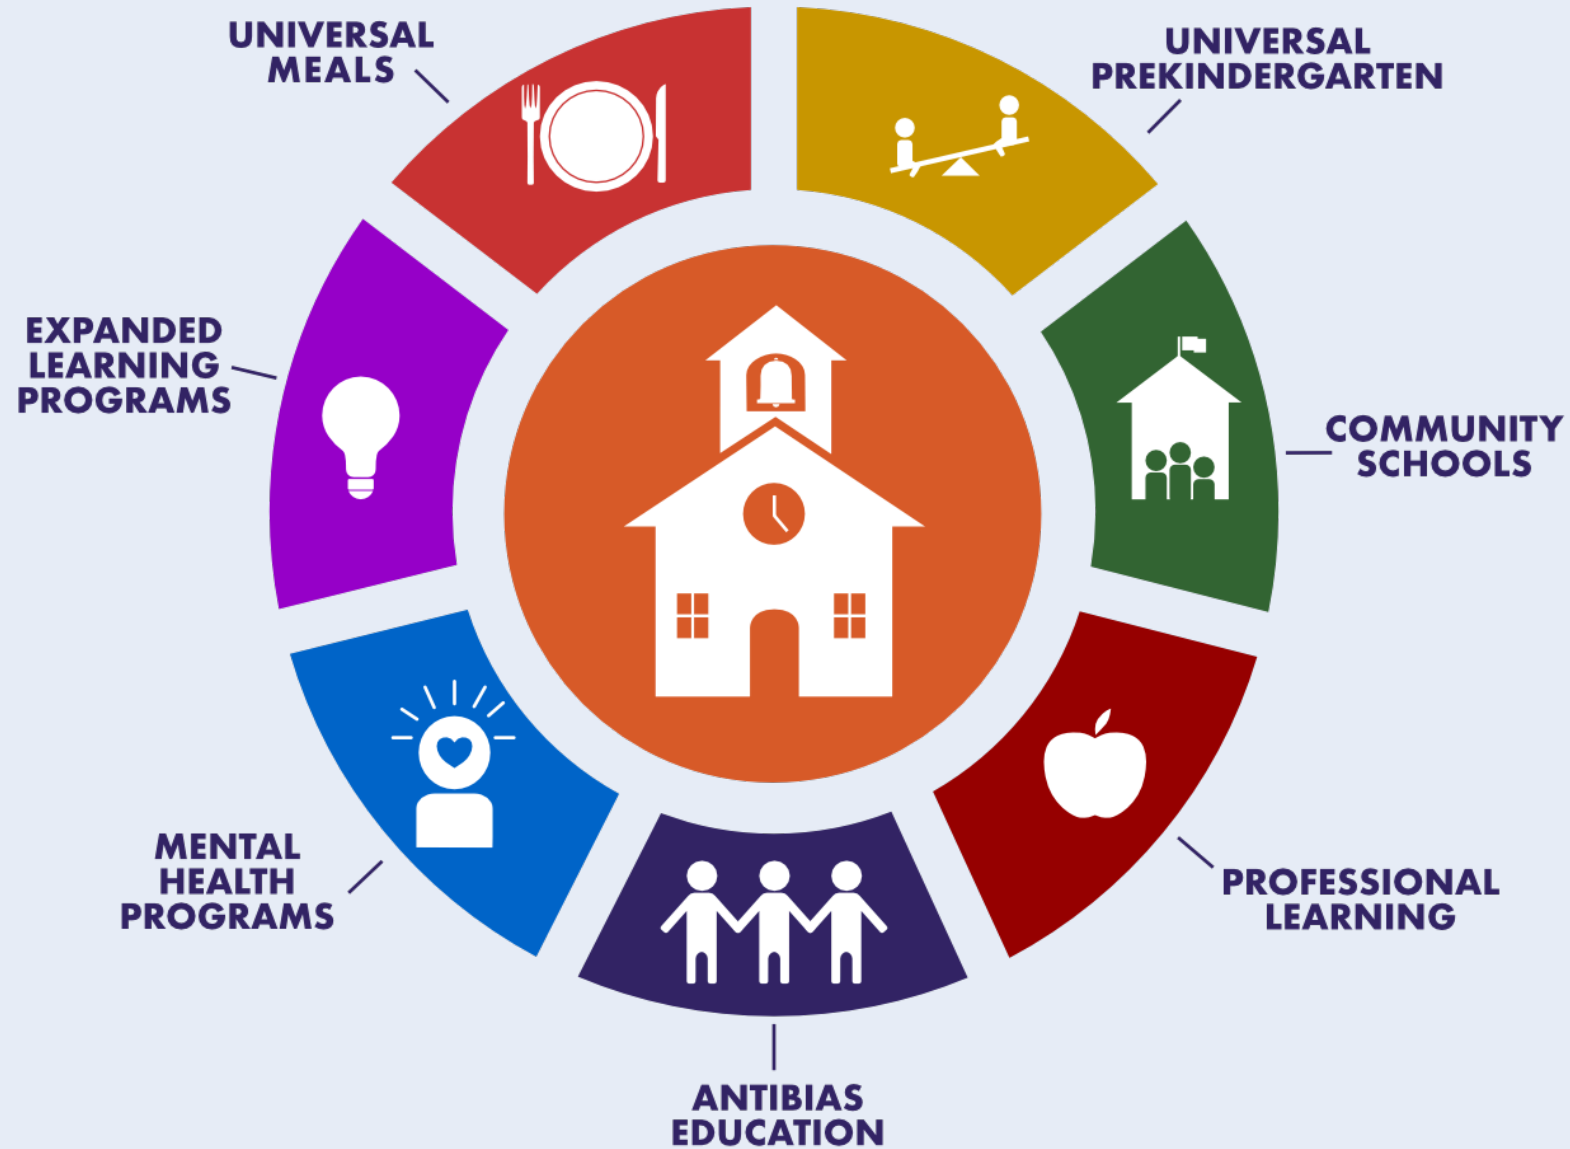 UNIVERSAL
MEALS
UNIVERSAL
PREKINDERGARTEN
EXPANDED
LEARNING
PROGRAMS
COMMUNITY
SCHOOLS
MENTAL
HEALTH
PROGRAMS
PROFESSIONAL
LEARNING
ANTIBIAS
EDUCATION